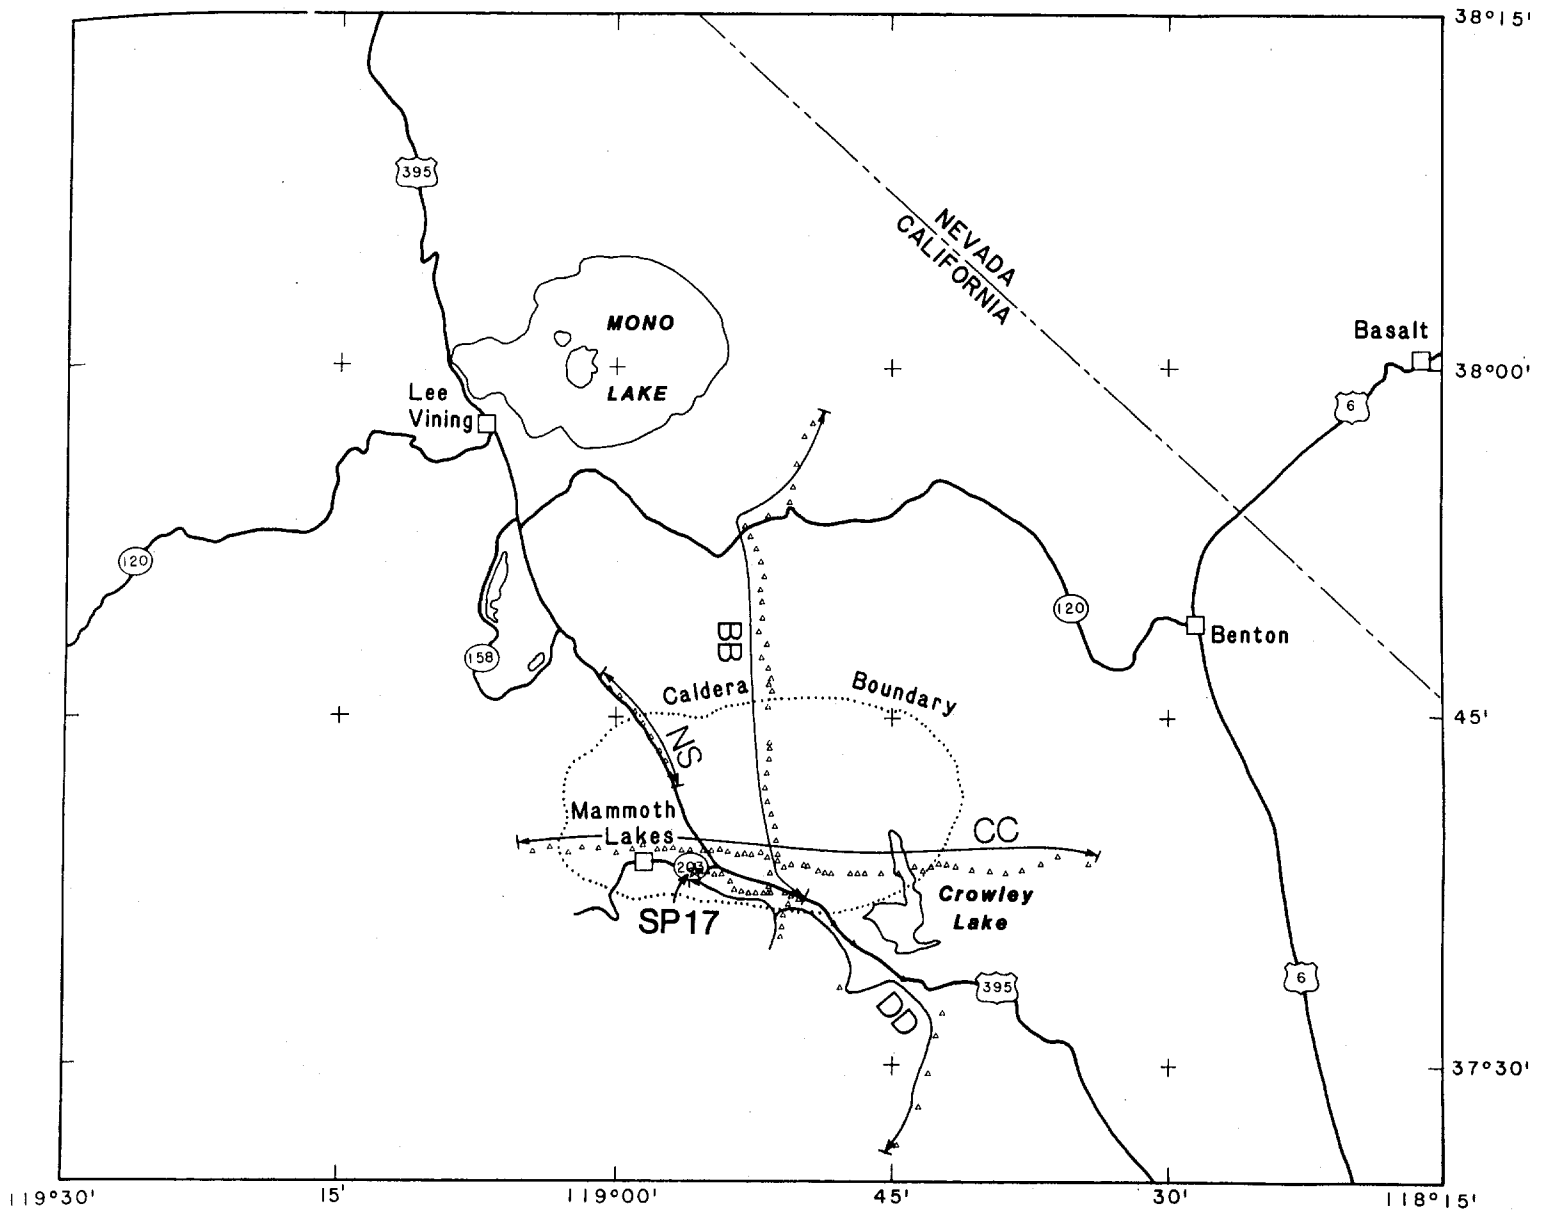 38°15'
395
NEVADA
CALIFORNIA
MONO
LAKE
Basalt
38°00'
6
Lee
Vining
120
120
Benton
158
BB
Caldera Boundary
45'
NS
Mammoth
Lakes
CC
203
SP17
Crowley
Lake
395
6
DD
37°30'
119°30'
15'
119°00'
45'
30'
118°15'